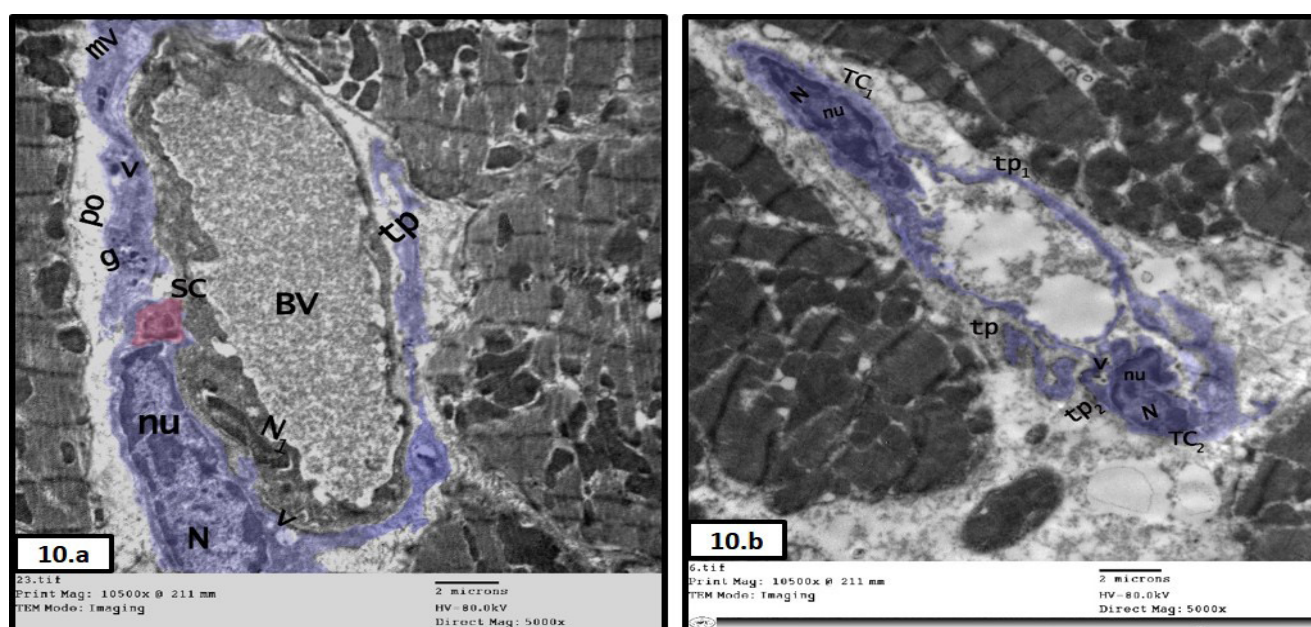 mv
v
po
g
SC
BV
tp
nu
N₁
v
N
10.a
23.tif
Print Mag: 10500x @ 211 mm
TEM Mode: Imaging
2 microns
HV=80.0kV
Direct Mag: 5000x
TC₁
N
nu
tp₁
tp
v
nu
tp₂
N
TC₂
10.b
6.tif
Print Mag: 10500x @ 211 mm
TEM Mode: Imaging
2 microns
HV=80.0kV
Direct Mag: 5000x